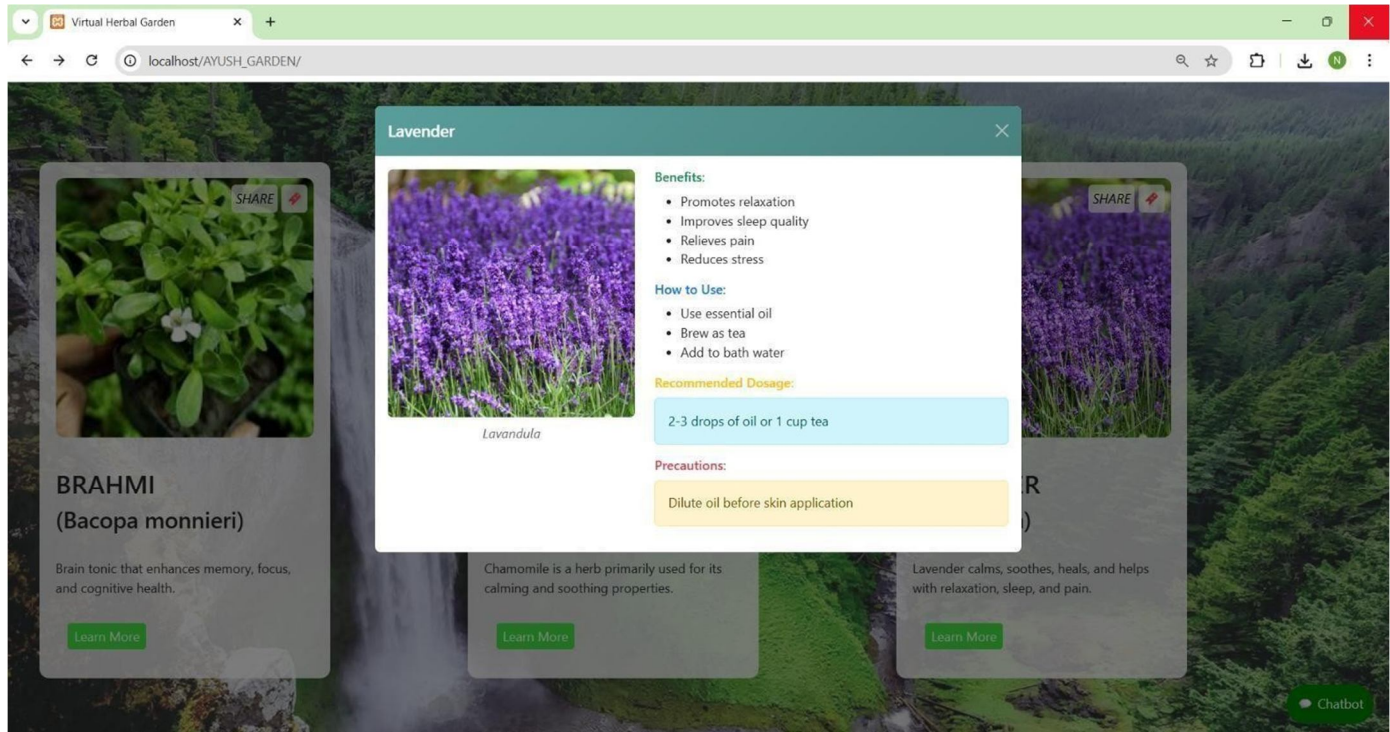 Virtual Herbal Garden
localhost/AYUSH_GARDEN/
N
Lavender
Benefits:
Promotes relaxation
Improves sleep quality
Relieves pain
Reduces stress
How to Use:
Use essential oil
Brew as tea
Add to bath water
Recommended Dosage:
2-3 drops of oil or 1 cup tea
Precautions:
Dilute oil before skin application
Lavandula
SHARE
BRAHMI
(Bacopa monnieri)
Brain tonic that enhances memory, focus,
and cognitive health.
Learn More
Chamomile is a herb primarily used for its
calming and soothing properties.
Learn More
SHARE
R
)
Lavender calms, soothes, heals, and helps
with relaxation, sleep, and pain.
Learn More
Chatbot